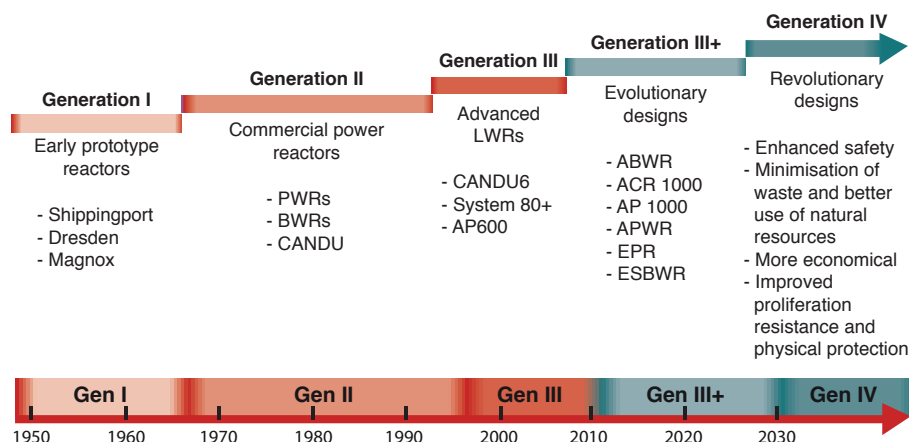 Generation I
Early prototype
reactors
- Shippingport
- Dresden
- Magnox
Generation II
Commercial power
reactors
- PWRs
- BWRs
- CANDU
Generation III
Advanced
LWRs
- CANDU6
- System 80+
- AP600
Generation III+
Evolutionary
designs
- ABWR
- ACR 1000
- AP 1000
- APWR
- EPR
- ESBWR
Generation IV
Revolutionary
designs
- Enhanced safety
- Minimisation of
waste and better
use of natural
resources
- More economical
- Improved
proliferation
resistance and
physical protection
Gen I Gen II Gen III Gen III+ Gen IV
1950 1960 1970 1980 1990 2000 2010 2020 2030